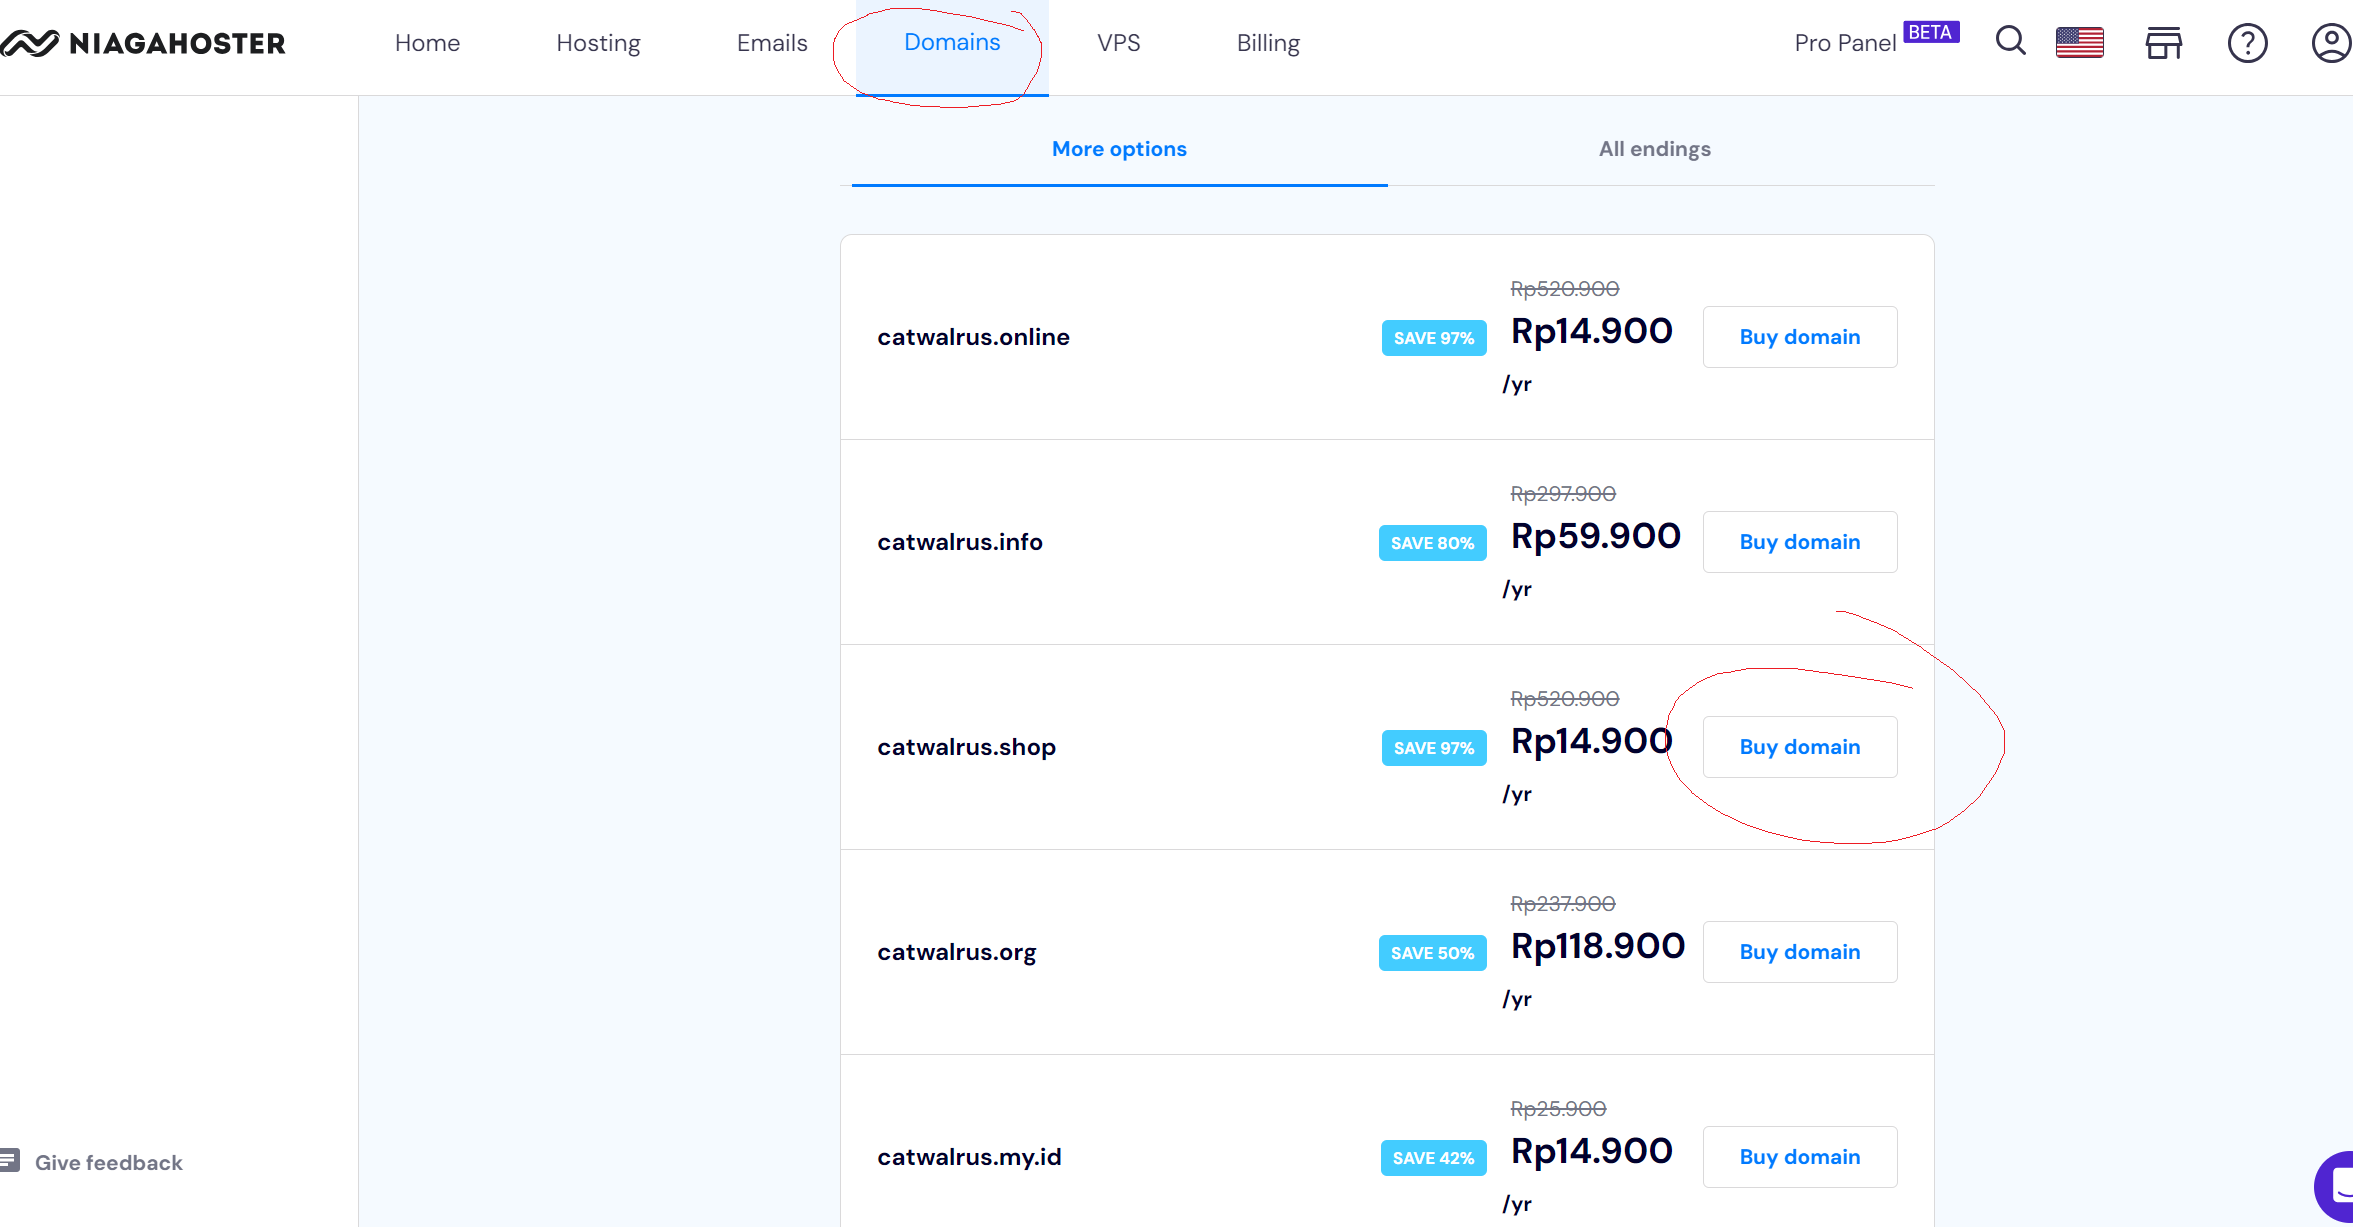 NIAGAHOSTER Home Hosting Emails Domains VPS Billing Pro Panel BETA
More options All endings
Rp520.900
catwalrus.online SAVE 97% Rp14.900 Buy domain
/yr
Rp297.900
catwalrus.info SAVE 80% Rp59.900 Buy domain
/yr
Rp520.900
catwalrus.shop SAVE 97% Rp14.900 Buy domain
/yr
Rp237.900
catwalrus.org SAVE 50% Rp118.900 Buy domain
/yr
Rp25.900
catwalrus.my.id SAVE 42% Rp14.900 Buy domain
Give feedback
/yr